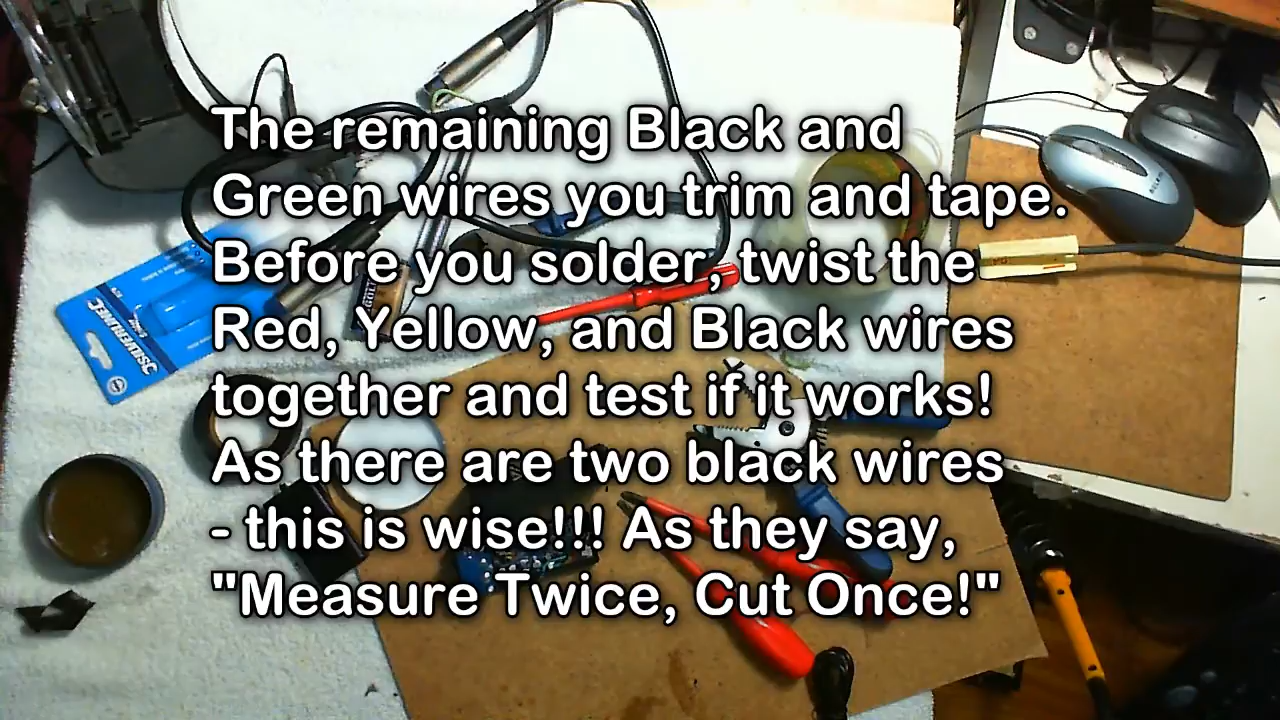 The remaining Black and
Green wires you trim and tape.
Before you solder, twist the
Red, Yellow, and Black wires
together and test if it works!
As there are two black wires
- this is wise!!! As they say,
"Measure Twice, Cut Once!"
SILVERLINE
BELKIN